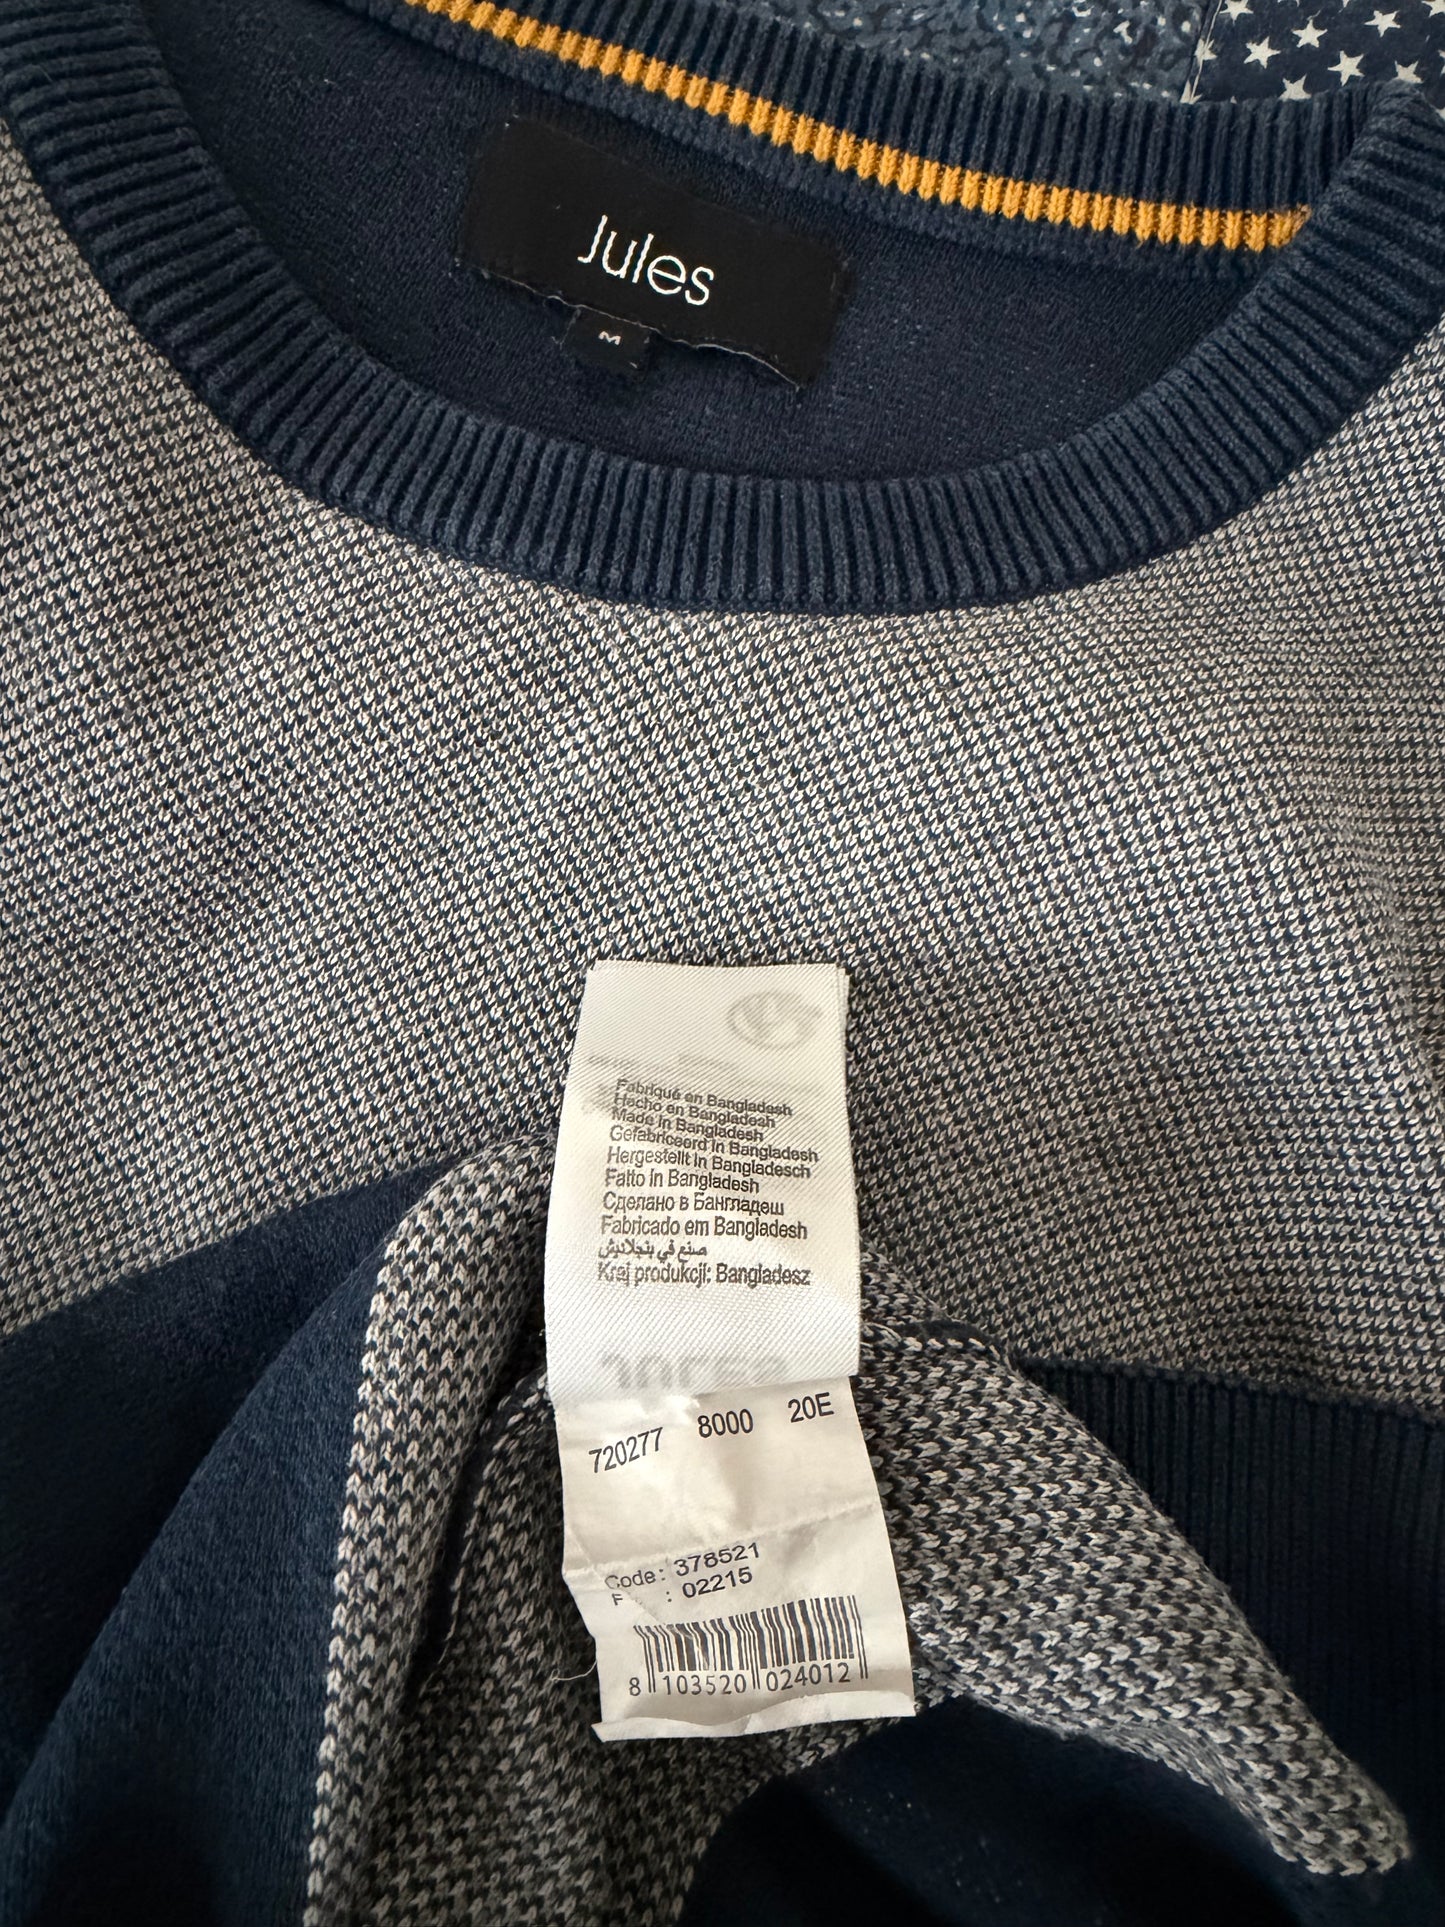 Jules
M
Fabriqué en Bangladesh
Hecho en Bangladesh
Made in Bangladesh
Gefabriceerd in Bangladesh
Hergestellt in Bangladesch
Fatto in Bangladesh
Сделано в Бангладеш
Fabricado em Bangladesh
صنع في بنجلاديش
Kraj produkcji: Bangladesz
720277 8000 20E
Code: 378521
: 02215
8 103520 024012